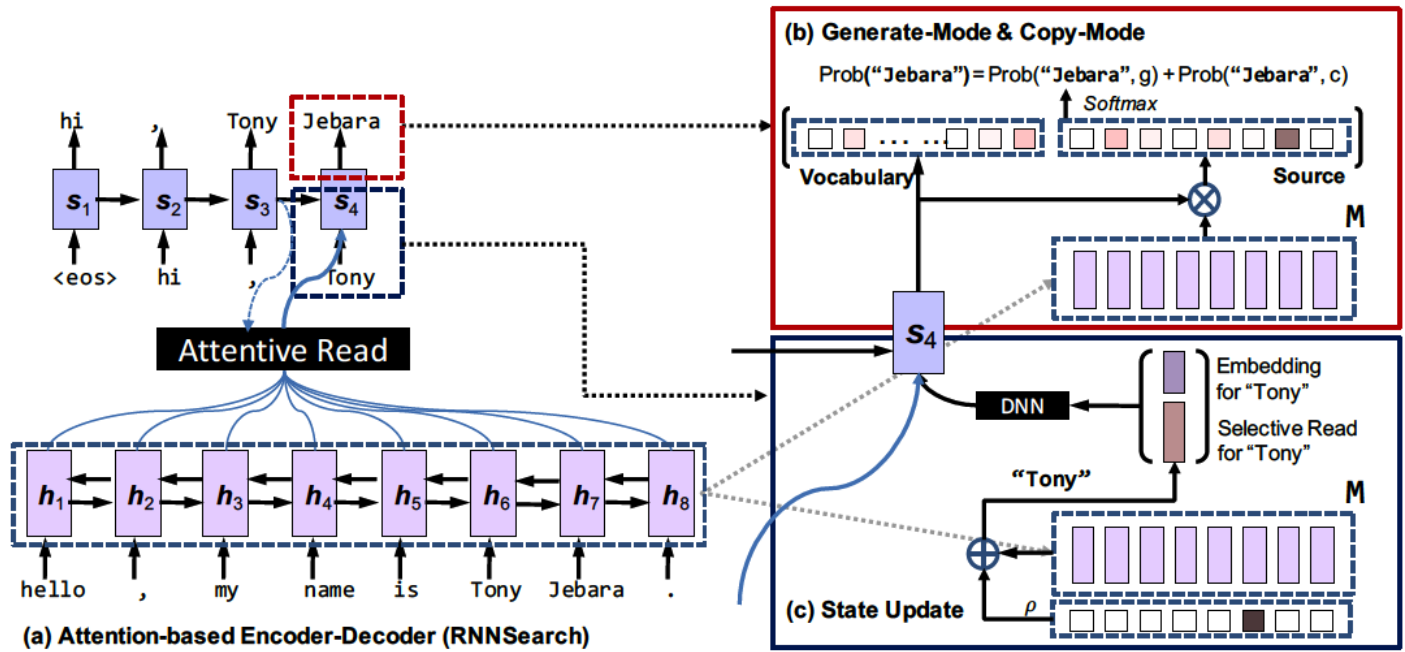 hi , Tony Jebara
s1 s2 s3 s4
<eos> hi , Tony
Attentive Read
h1 h2 h3 h4 h5 h6 h7 h8
hello , my name is Tony Jebara .
(a) Attention-based Encoder-Decoder (RNNSearch)
(b) Generate-Mode & Copy-Mode
Prob(“Jebara”) = Prob(“Jebara”, g) + Prob(“Jebara”, c)
Softmax
... ...
Vocabulary
Source
M
s4
DNN
Embedding
for “Tony”
Selective Read
for “Tony”
“Tony”
M
ρ
(c) State Update